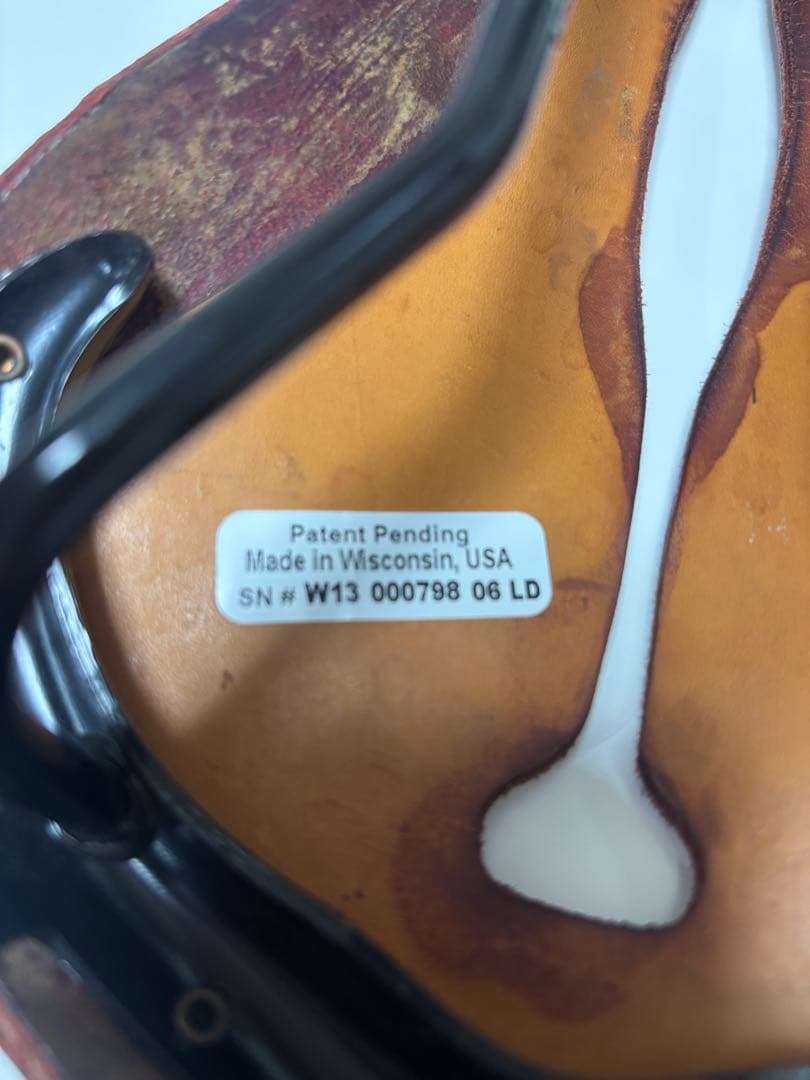 Patent Pending
Made in Wisconsin, USA
SN # W13 000798 06 LD